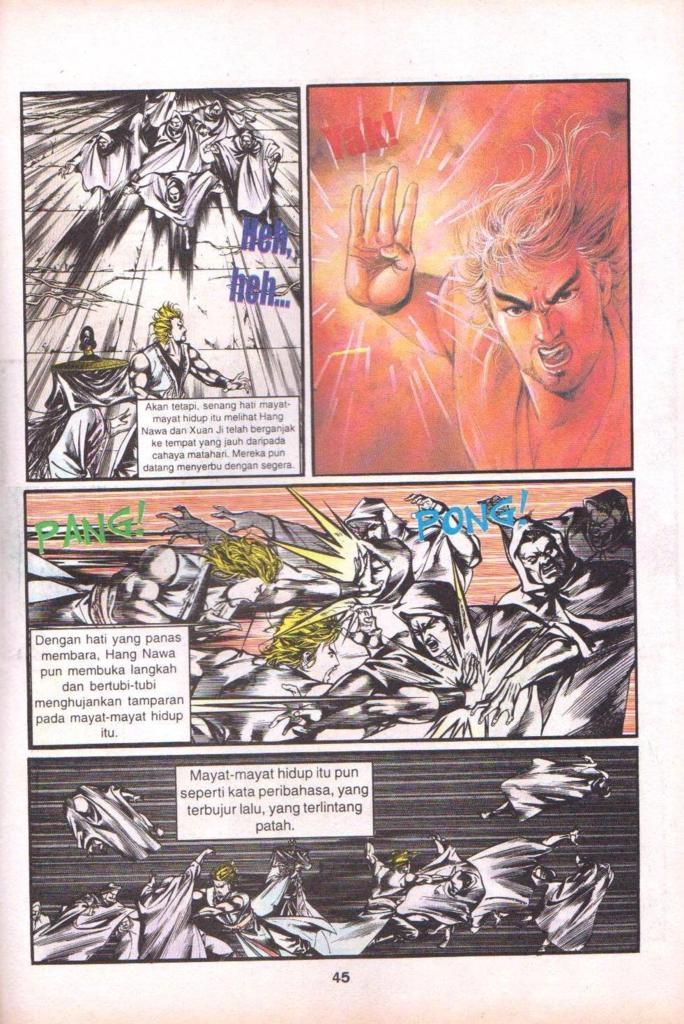 Heh,
heh...
Akan tetapi, senang hati mayat-
mayat hidup itu melihat Hang
Nawa dan Xuan Ji telah berganjak
ke tempat yang jauh daripada
cahaya matahari. Mereka pun
datang menyerbu dengan segera.
Yak!
PANG!
PONG!
Dengan hati yang panas
membara, Hang Nawa
pun membuka langkah
dan bertubi-tubi
menghujankan tamparan
pada mayat-mayat hidup
itu.
Mayat-mayat hidup itu pun
seperti kata peribahasa, yang
terbujur lalu, yang terlintang
patah.
45